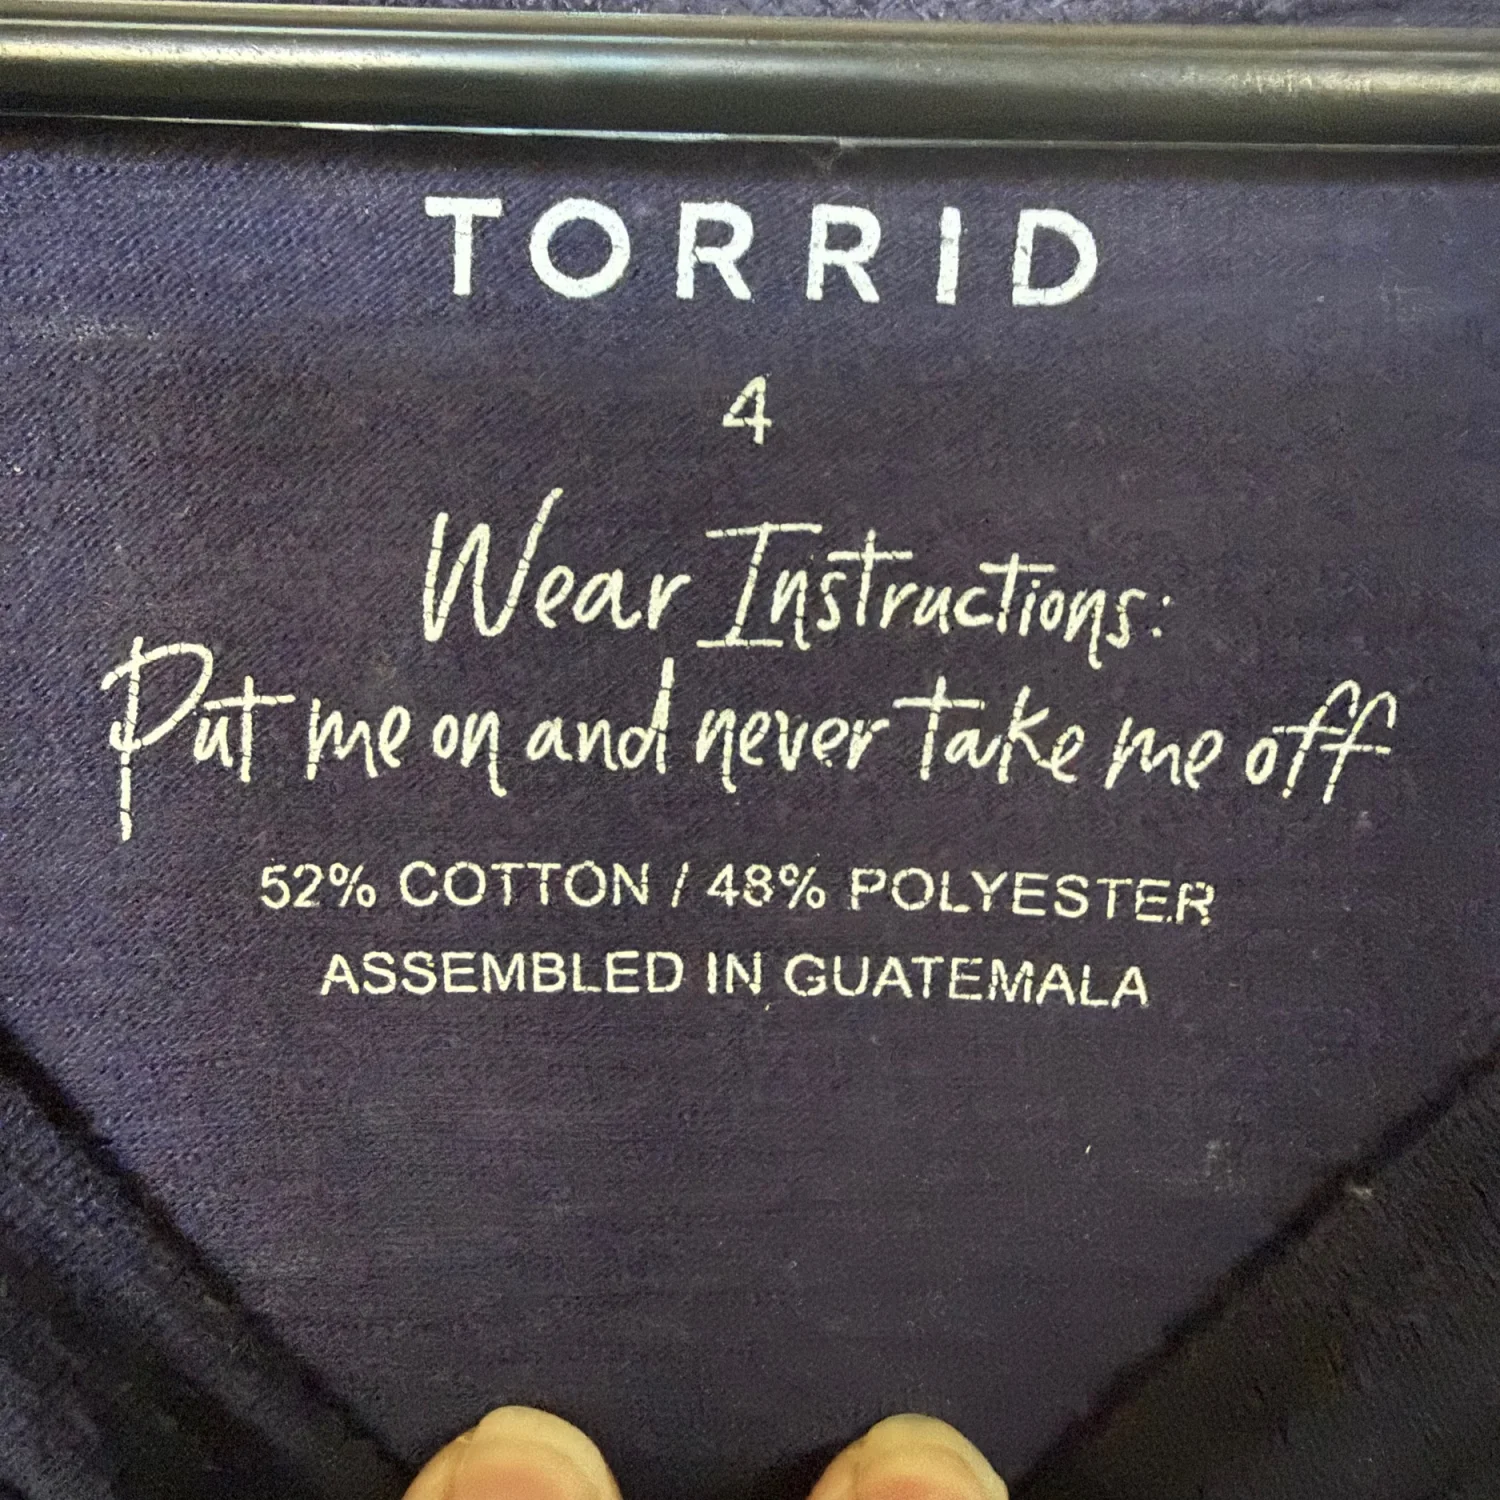 TORRID
4
Wear Instructions:
Put me on and never take me off
52% COTTON / 48% POLYESTER
ASSEMBLED IN GUATEMALA